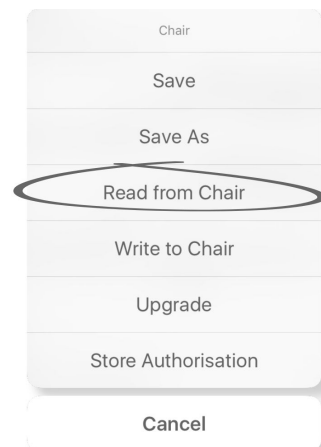 Chair
Save
Save As
Read from Chair
Write to Chair
Upgrade
Store Authorisation
Cancel